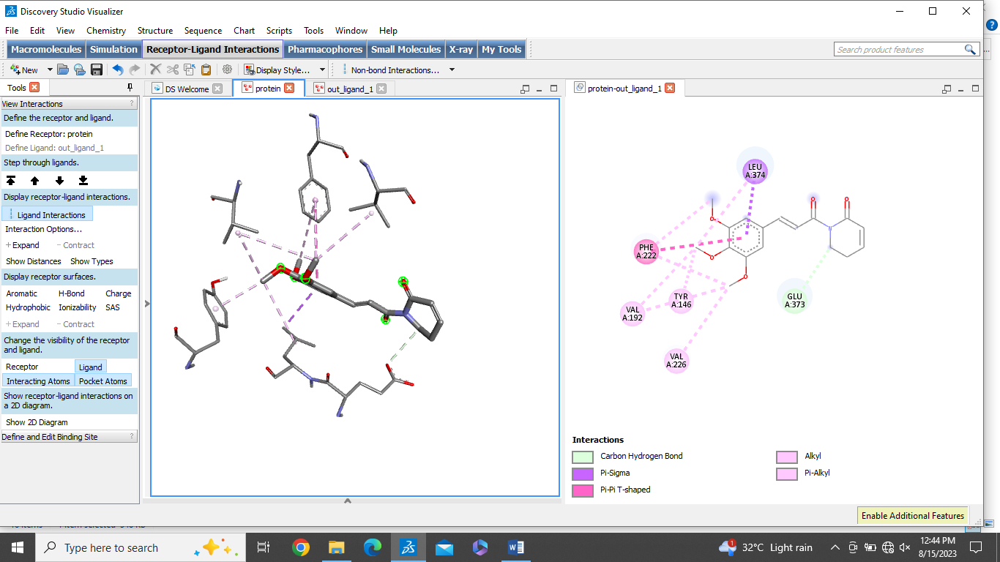 Discovery Studio Visualizer
File Edit View Chemistry Structure Sequence Chart Scripts Tools Window Help
Macromolecules Simulation Receptor-Ligand Interactions Pharmacophores Small Molecules X-ray My Tools
Search product features
New Display Style... Non-bond Interactions...
Tools
DS Welcome protein out_ligand_1
protein-out_ligand_1
View Interactions ?
Define the receptor and ligand.
Define Receptor: protein
Define Ligand: out_ligand_1
Step through ligands.
Display receptor-ligand interactions.
Ligand Interactions
Interaction Options...
+ Expand - Contract
Show Distances Show Types
Display receptor surfaces.
Aromatic H-Bond Charge
Hydrophobic Ionizability SAS
+ Expand - Contract
Change the visibility of the receptor
and ligand.
Receptor Ligand
Interacting Atoms Pocket Atoms
Show receptor-ligand interactions on
a 2D diagram.
Show 2D Diagram
Define and Edit Binding Site ?
LEU
A:374
O O
O
N
PHE
A:222
O
O
TYR
A:146
GLU
A:373
VAL
A:192
VAL
A:226
Interactions
Carbon Hydrogen Bond
Pi-Sigma
Pi-Pi T-shaped
Alkyl
Pi-Alkyl
Enable Additional Features
Type here to search
1
32°C Light rain
12:44 PM
8/15/2023